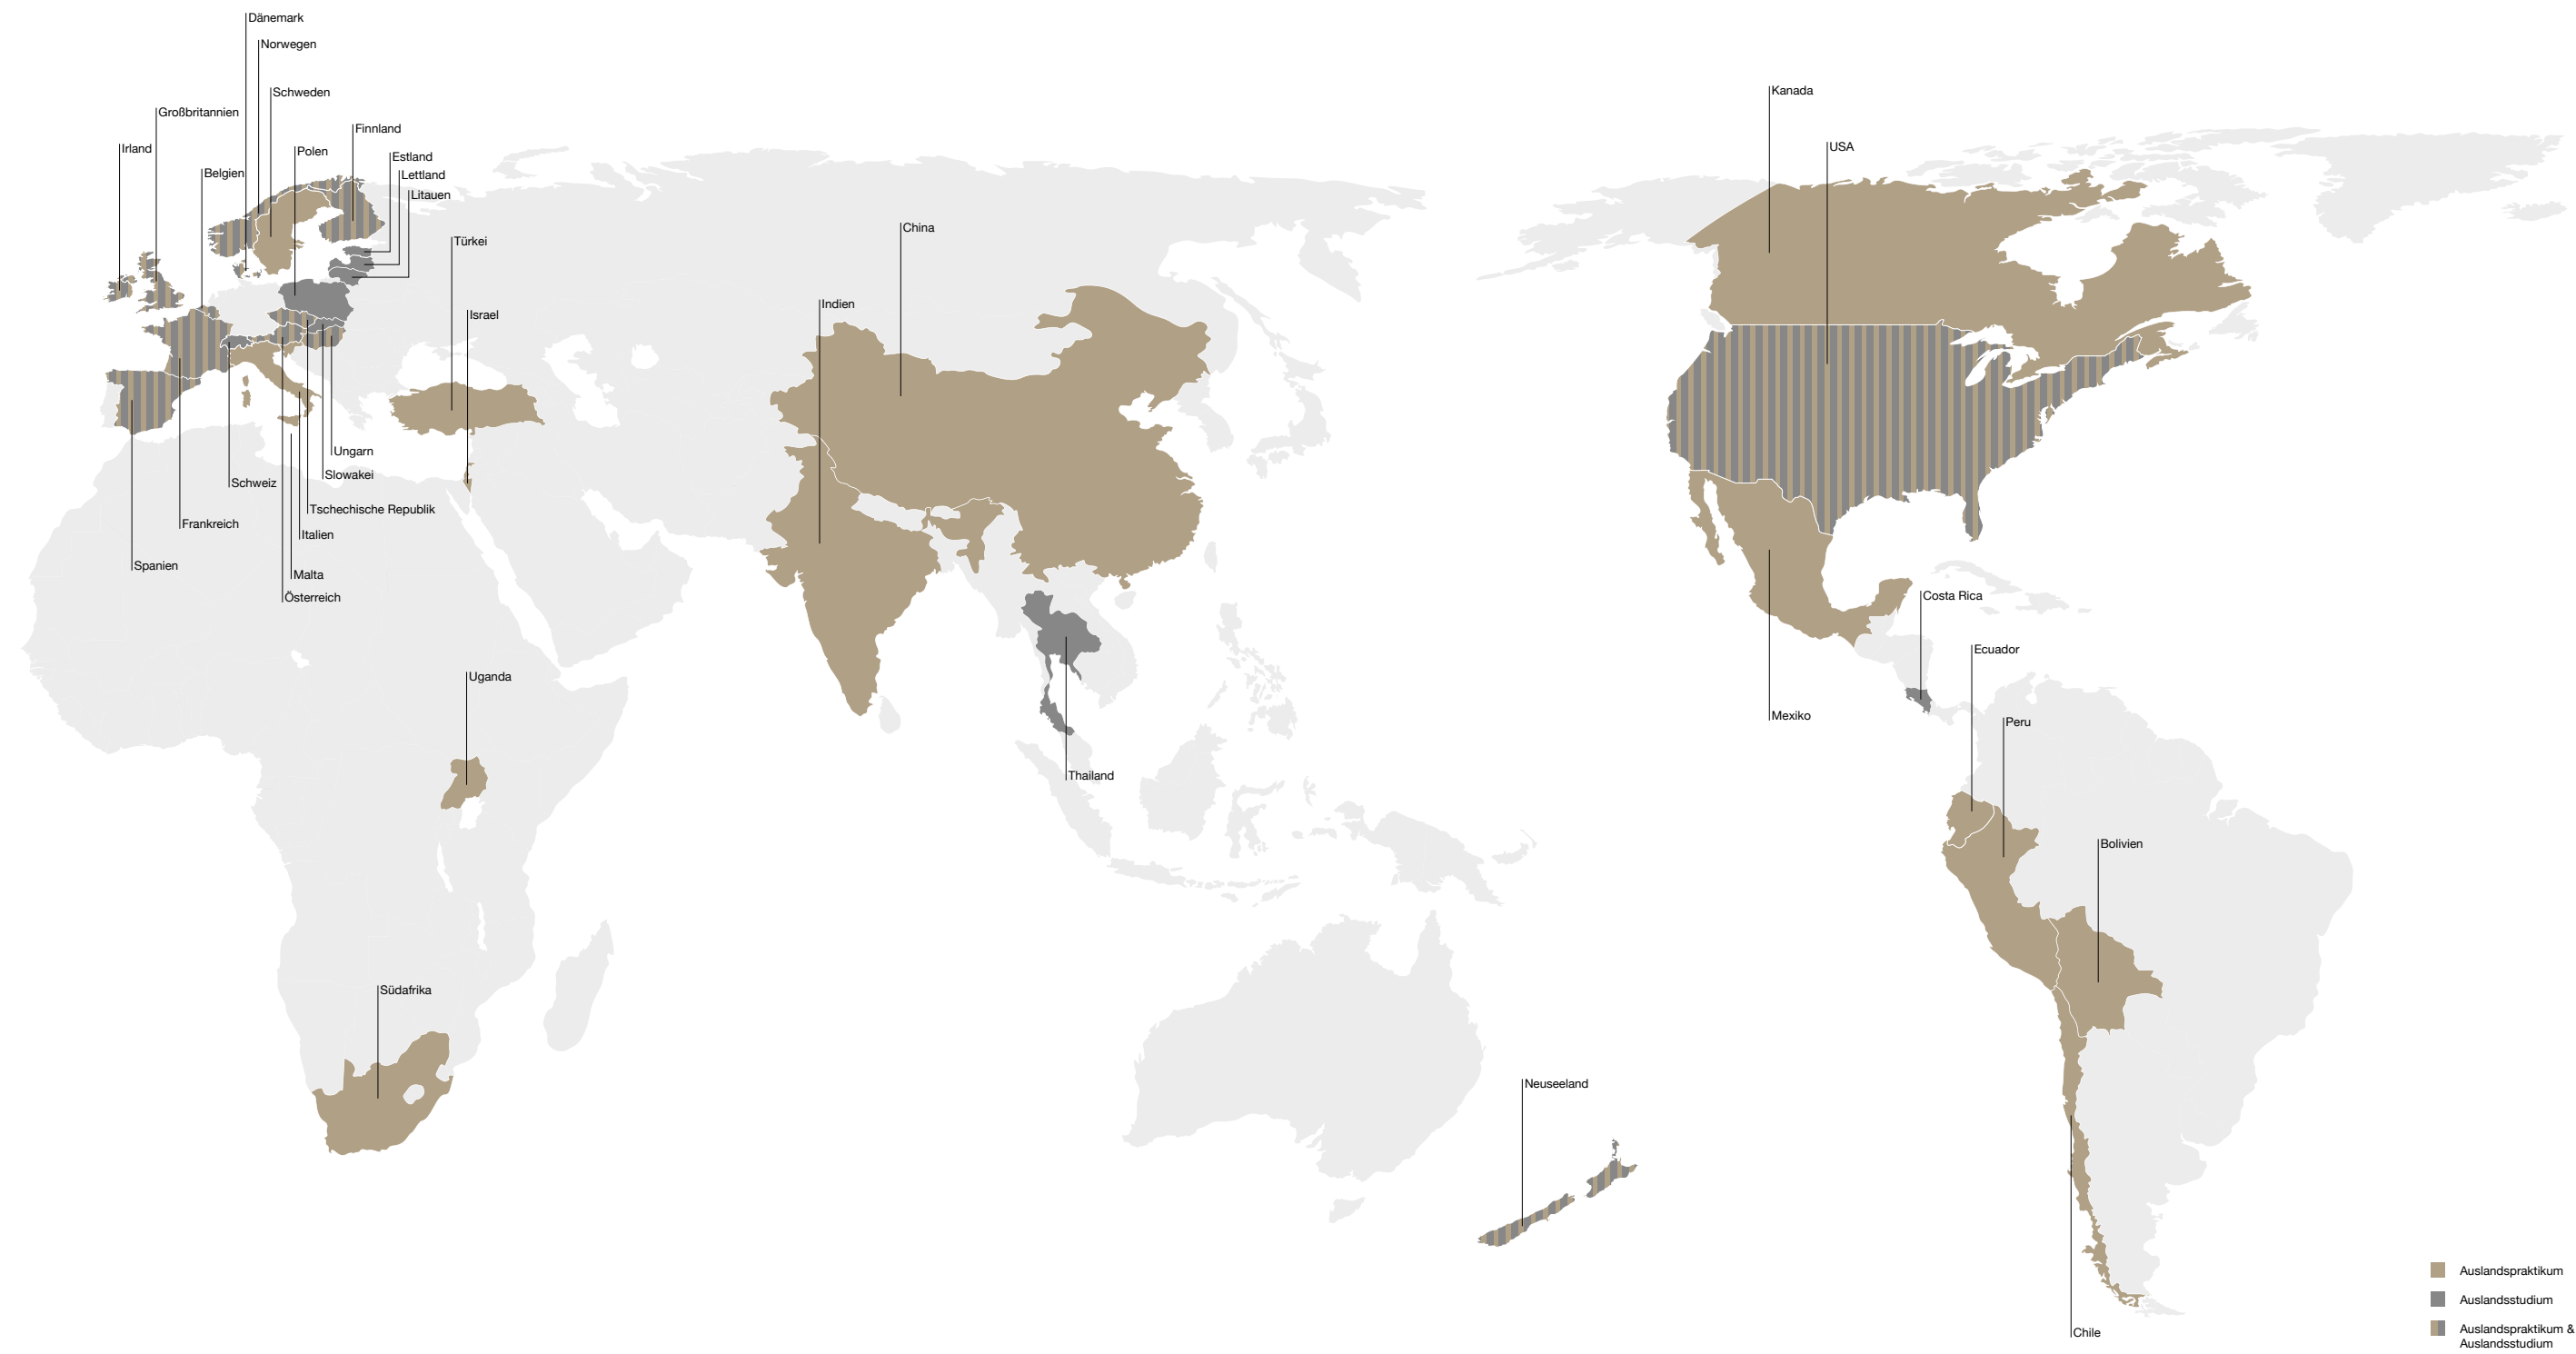 Dänemark
Norwegen
Schweden
Großbritannien
Finnland
Irland
Polen
Estland
Belgien
Lettland
Litauen
Türkei
China
Indien
Israel
Kanada
USA
Ungarn
Slowakei
Schweiz
Tschechische Republik
Frankreich
Italien
Spanien
Malta
Österreich
Costa Rica
Ecuador
Uganda
Mexiko
Peru
Thailand
Bolivien
Südafrika
Neuseeland
Chile
Auslandspraktikum
Auslandsstudium
Auslandspraktikum &
Auslandsstudium